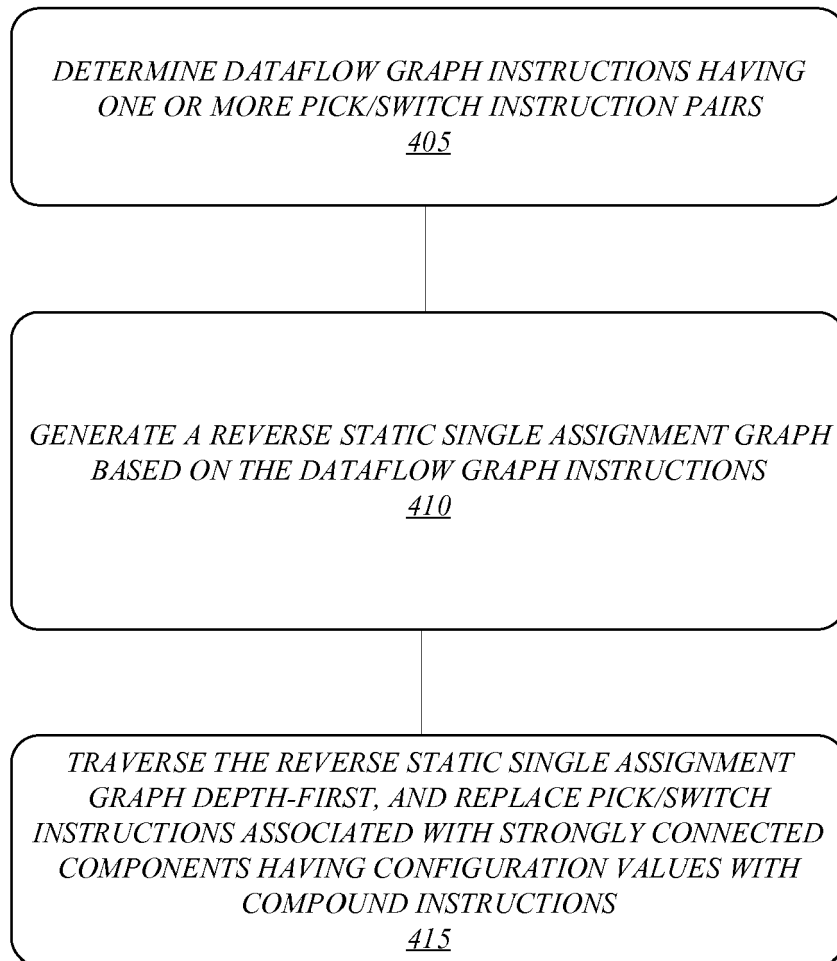 DETERMINE DATAFLOW GRAPH INSTRUCTIONS HAVING
ONE OR MORE PICK/SWITCH INSTRUCTION PAIRS
405
GENERATE A REVERSE STATIC SINGLE ASSIGNMENT GRAPH
BASED ON THE DATAFLOW GRAPH INSTRUCTIONS
410
TRAVERSE THE REVERSE STATIC SINGLE ASSIGNMENT
GRAPH DEPTH-FIRST, AND REPLACE PICK/SWITCH
INSTRUCTIONS ASSOCIATED WITH STRONGLY CONNECTED
COMPONENTS HAVING CONFIGURATION VALUES WITH
COMPOUND INSTRUCTIONS
415